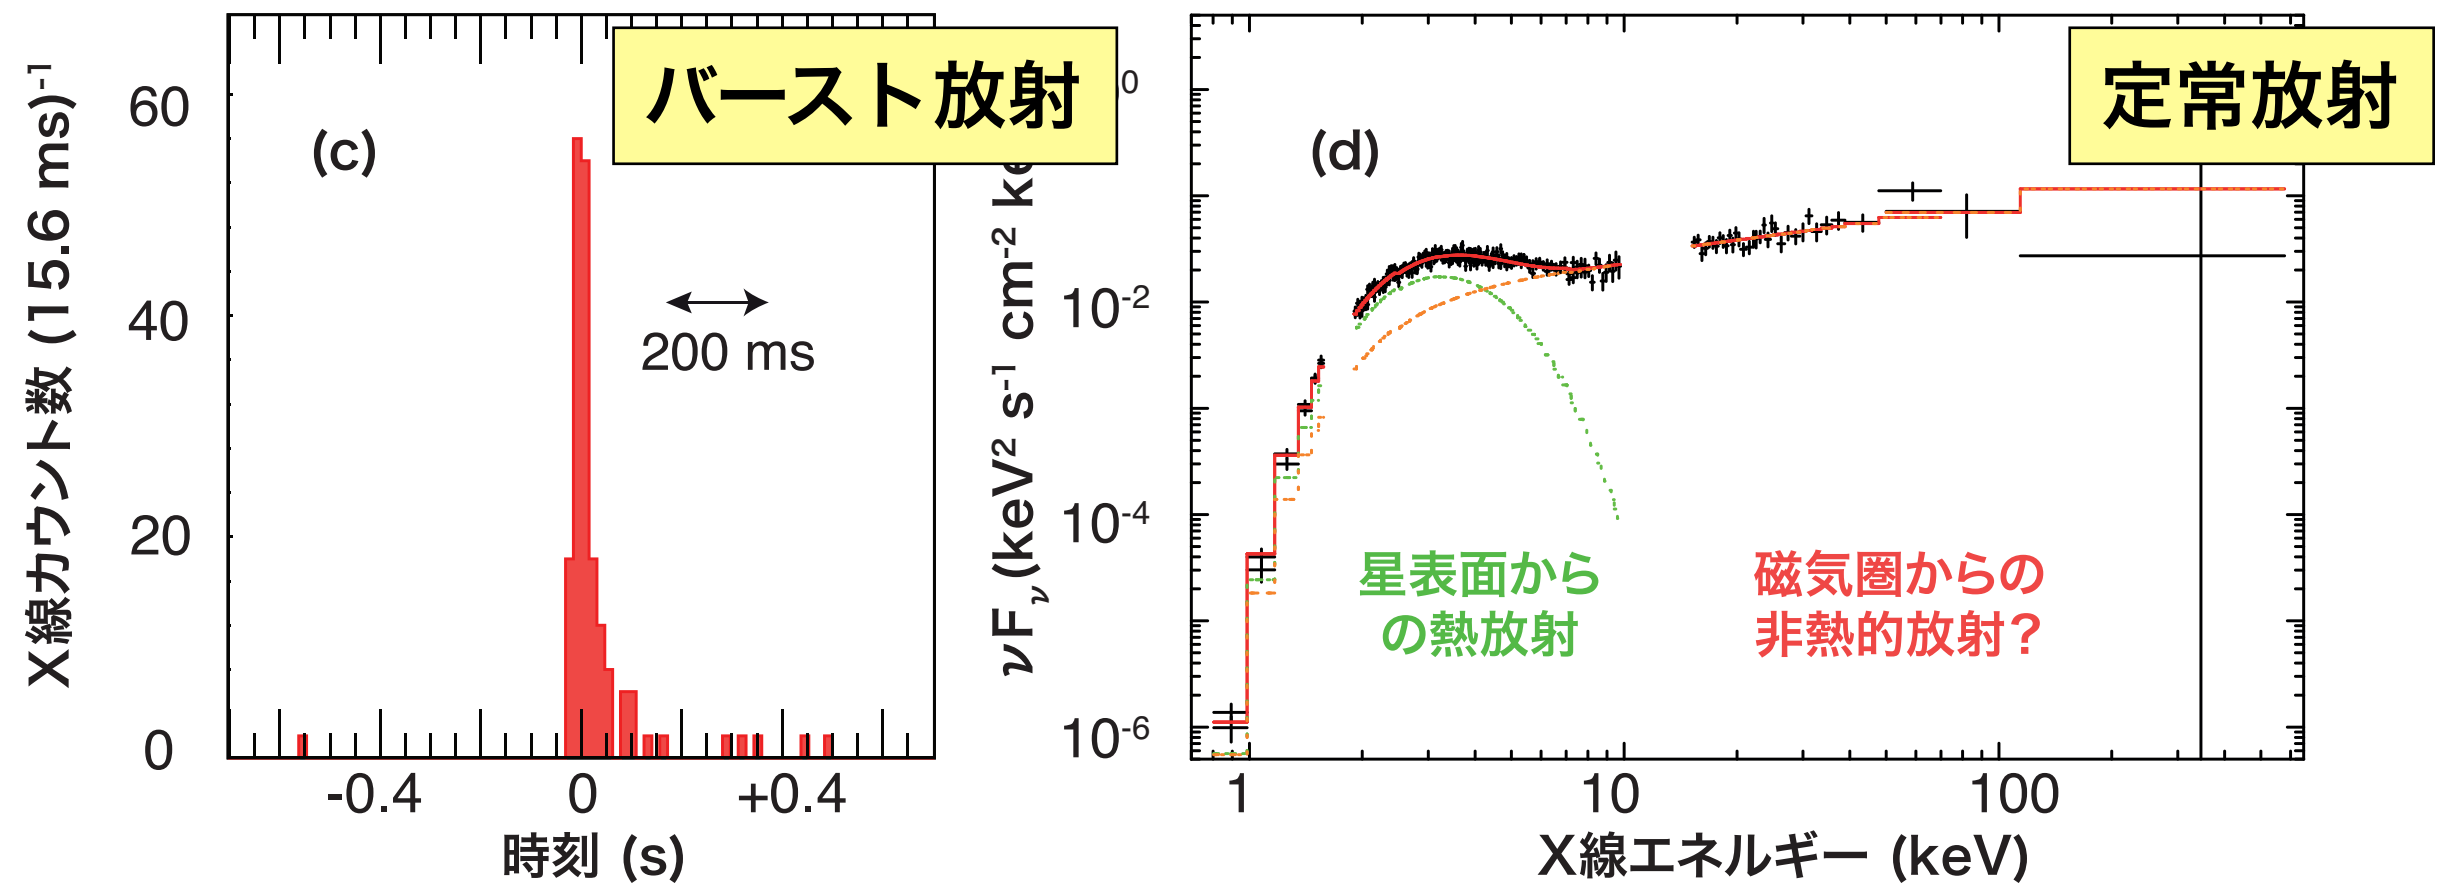 バースト放射
(c)
200 ms
60
40
20
0
-0.4 0 +0.4
時刻 (s)
X線カウント数 (15.6 ms)-1
定常放射
(d)
0
10-2
10-4
10-6
νFν (keV2 s-1 cm-2 ke
星表面から
の熱放射
磁気圏からの
非熱的放射?
1 10 100
X線エネルギー (keV)